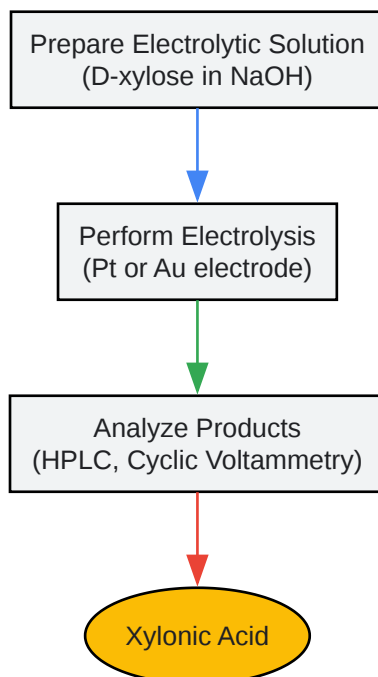 Prepare Electrolytic Solution
(D-xylose in NaOH)
Perform Electrolysis
(Pt or Au electrode)
Analyze Products
(HPLC, Cyclic Voltammetry)
Xylonic Acid